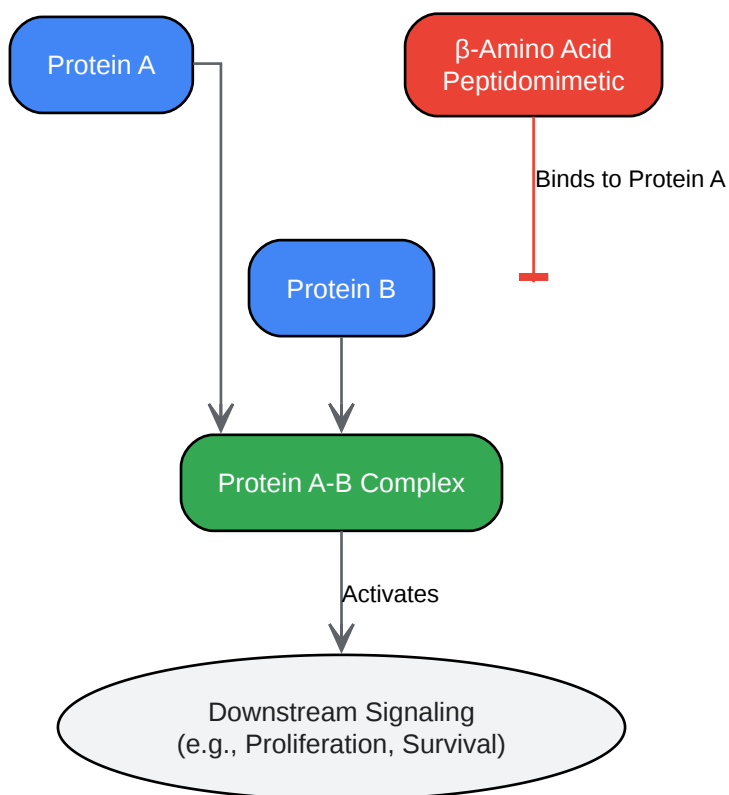 Protein A
β-Amino Acid
Peptidomimetic
Binds to Protein A
Protein B
Protein A-B Complex
Activates
Downstream Signaling
(e.g., Proliferation, Survival)